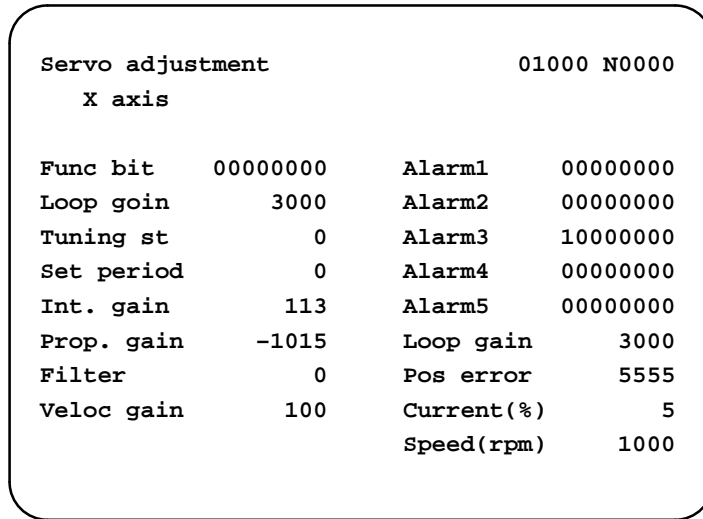 Servo adjustment 01000 N0000
X axis
Func bit 00000000 Alarm1 00000000
Loop goin 3000 Alarm2 00000000
Tuning st 0 Alarm3 10000000
Set period 0 Alarm4 00000000
Int. gain 113 Alarm5 00000000
Prop. gain −1015 Loop gain 3000
Filter 0 Pos error 5555
Veloc gain 100 Current(%) 5
Speed(rpm) 1000